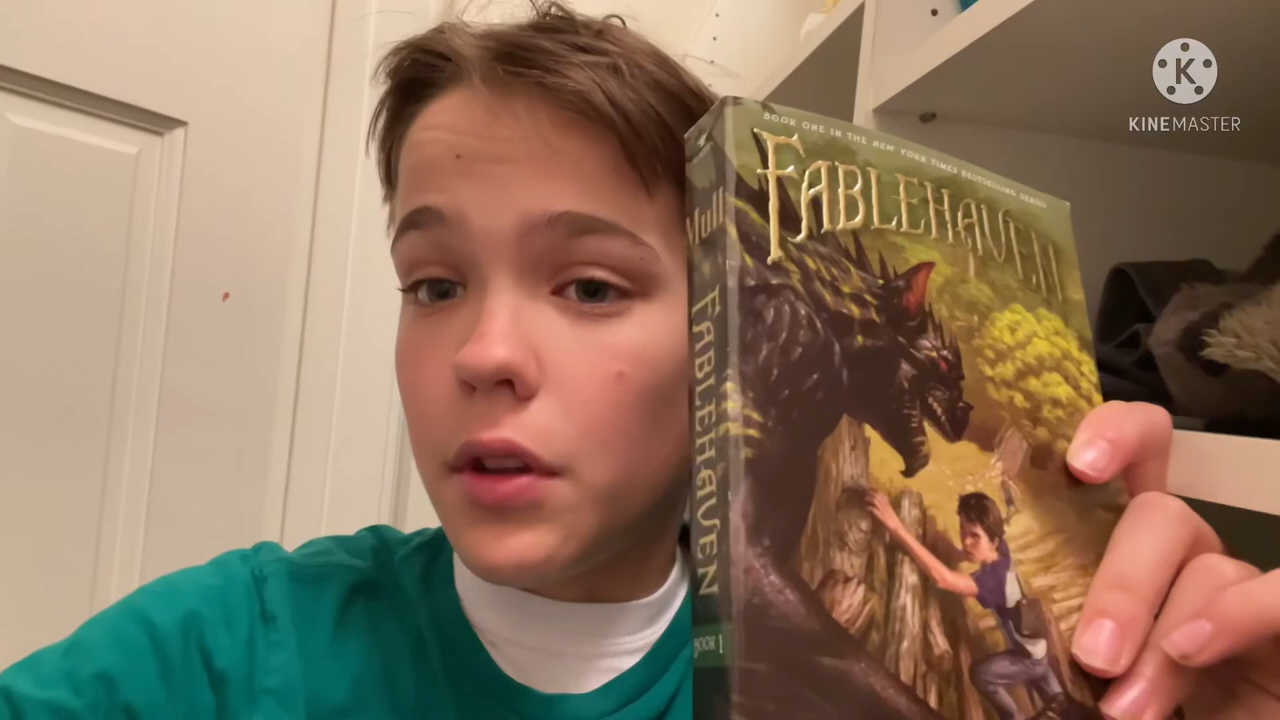 BOOK ONE IN THE NEW YORK TIMES BESTSELLING SERIES
FABLEHAVEN
Mull
FABLEHAVEN
BOOK 1
K
KINEMASTER